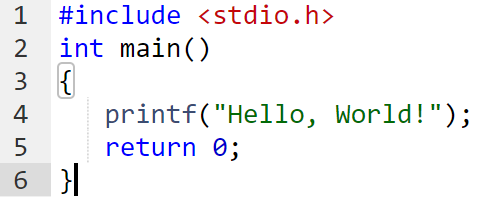 1 #include <stdio.h>
2 int main()
3 {
4    printf("Hello, World!");
5    return 0;
6 }